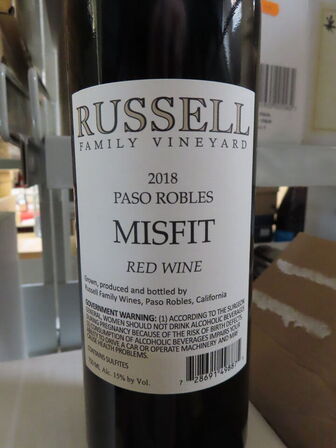 RUSSELL
FAMILY VINEYARD
2018
PASO ROBLES
MISFIT
RED WINE
Grown, produced and bottled by
Russell Family Wines, Paso Robles, California
GOVERNMENT WARNING: (1) ACCORDING TO THE SURGEON
GENERAL, WOMEN SHOULD NOT DRINK ALCOHOLIC BEVERAGES
DURING PREGNANCY BECAUSE OF THE RISK OF BIRTH DEFECTS.
CONSUMPTION OF ALCOHOLIC BEVERAGES IMPAIRS YOUR
TO DRIVE A CAR OR OPERATE MACHINERY AND MAY
CAUSE HEALTH PROBLEMS.
CONTAINS SULFITES
750 ML Alc. 15% by Vol.